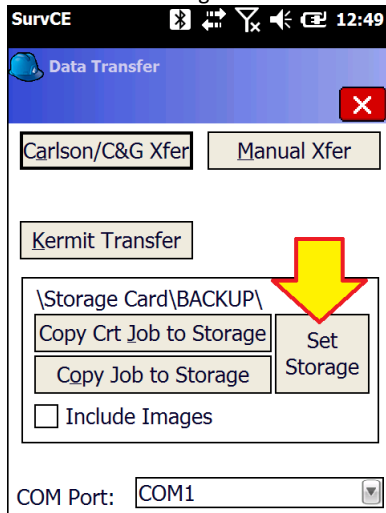 SurvCE 12:49
Data Transfer
Carlson/C&G Xfer Manual Xfer
Kermit Transfer
\Storage Card\BACKUP\
Copy Crt Job to Storage
Set Storage
Copy Job to Storage
Include Images
COM Port: COM1